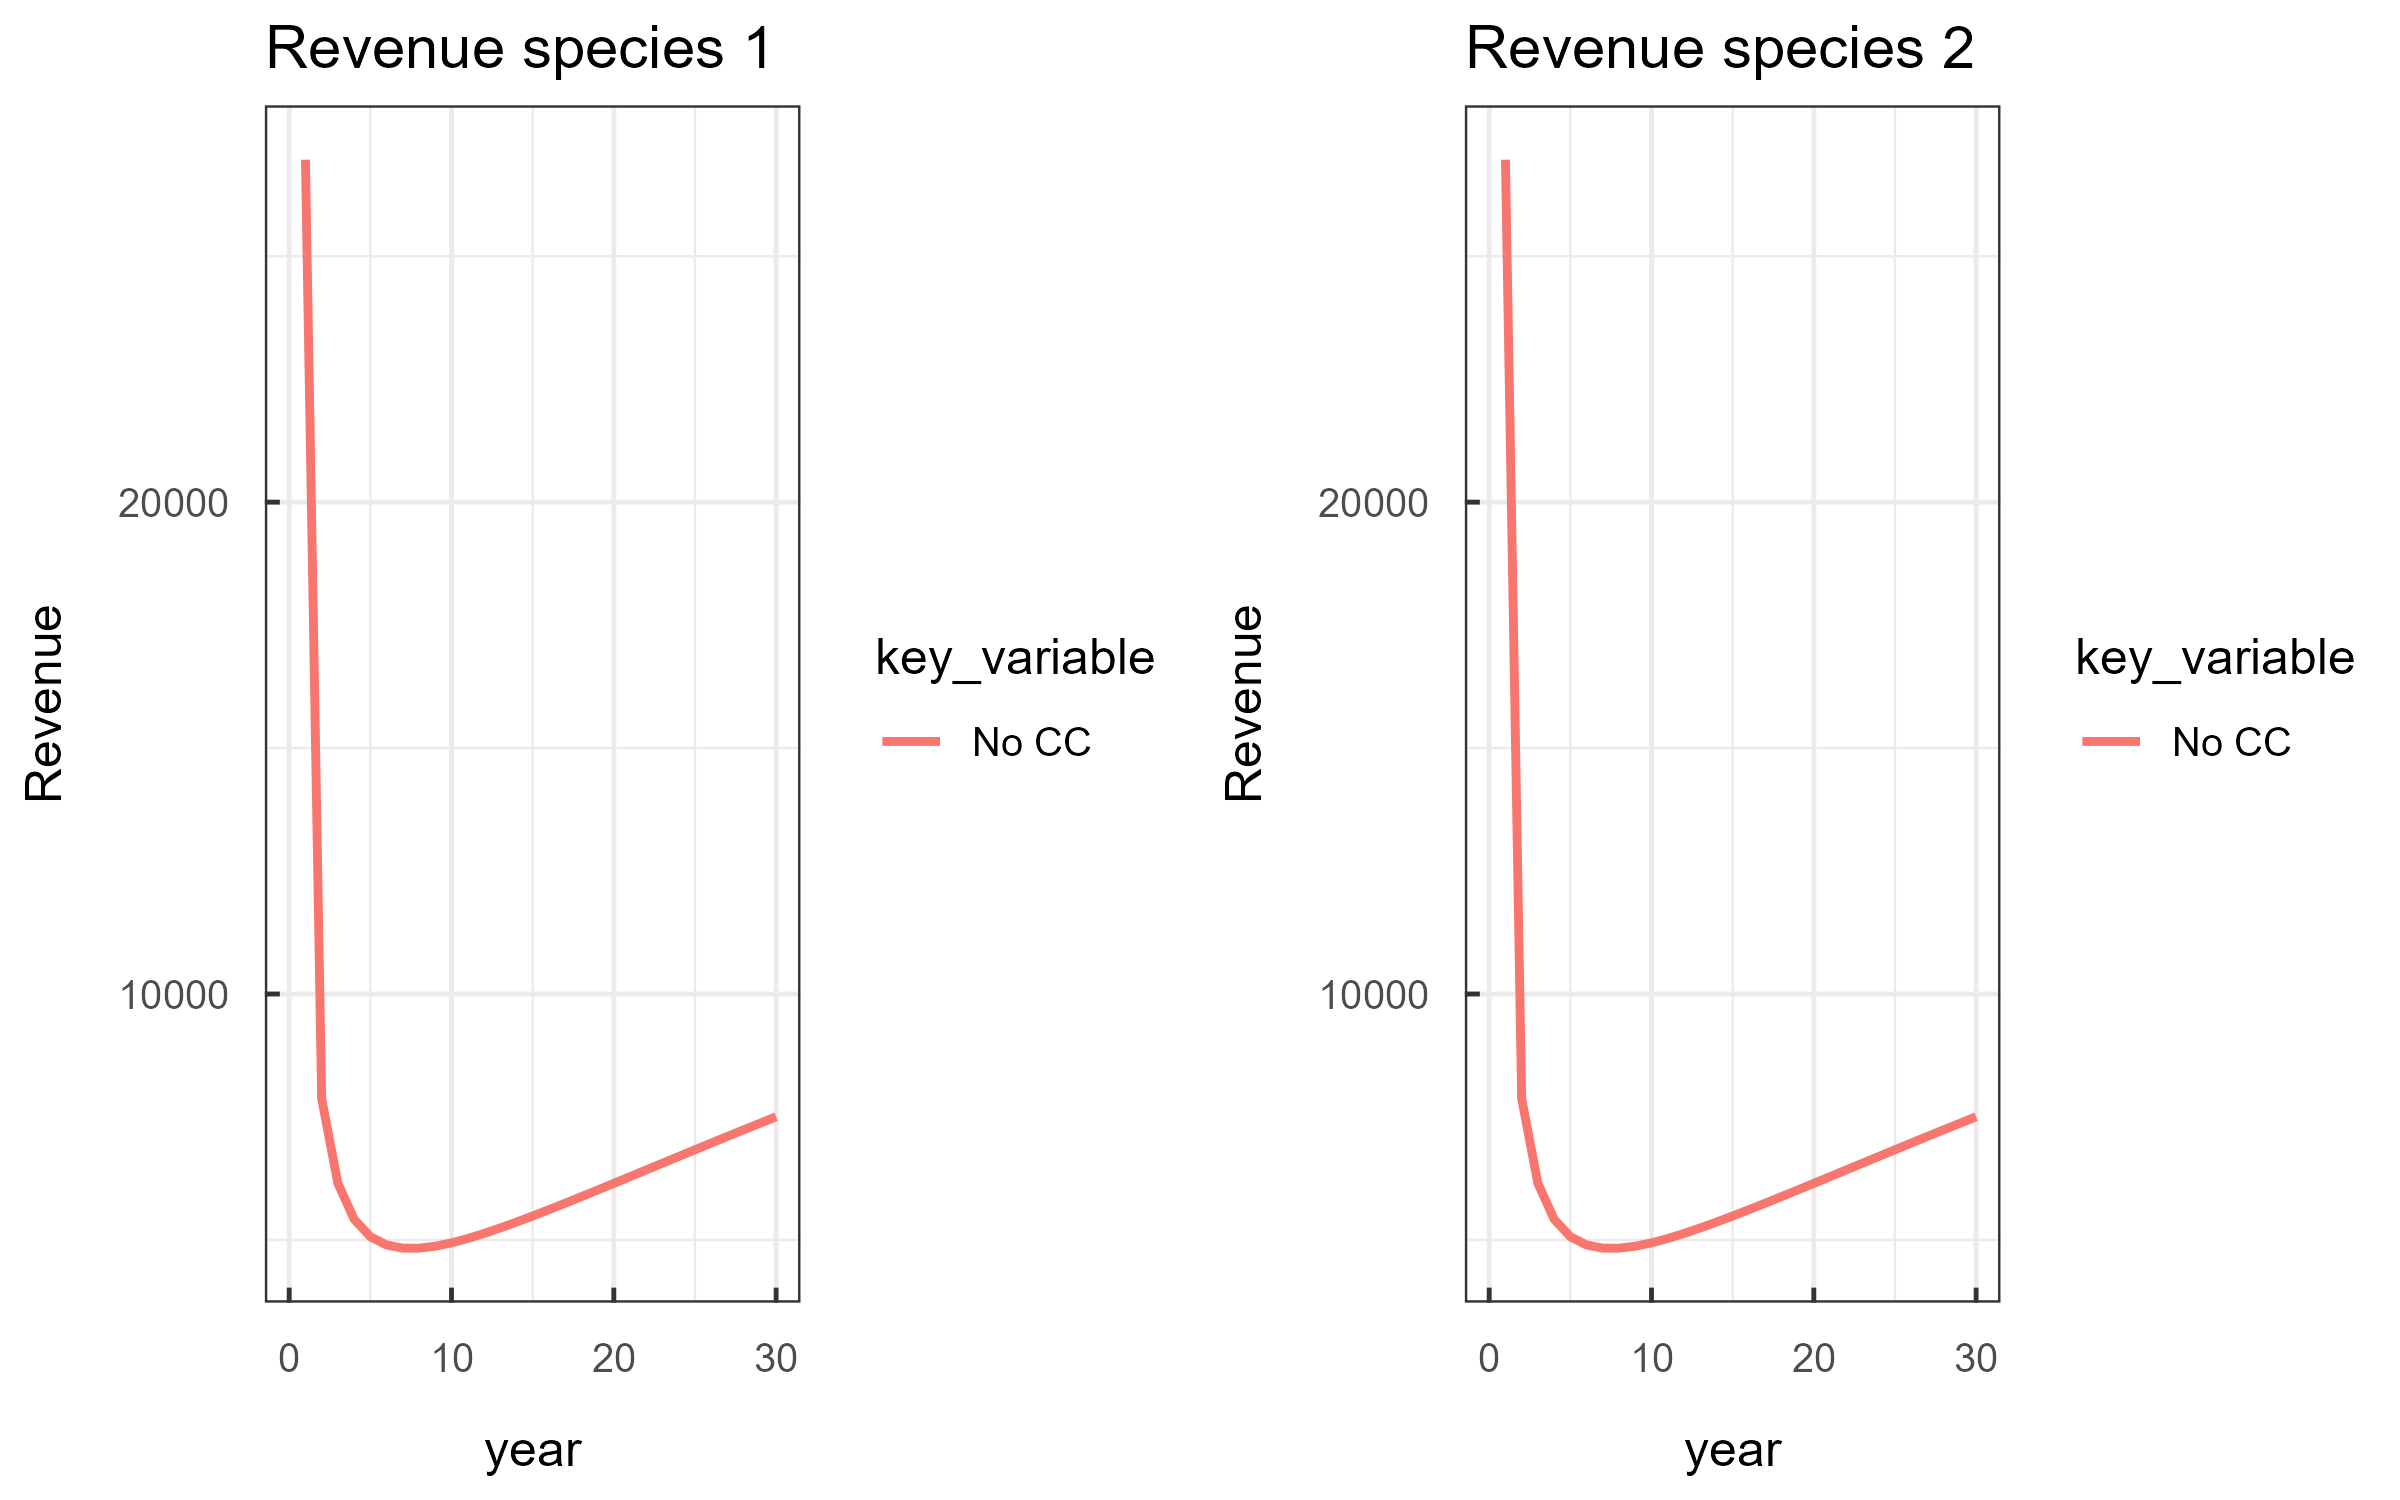 Revenue species 1
Revenue
20000
10000
0 10 20 30
year
key_variable
No CC
Revenue species 2
Revenue
20000
10000
0 10 20 30
year
key_variable
No CC